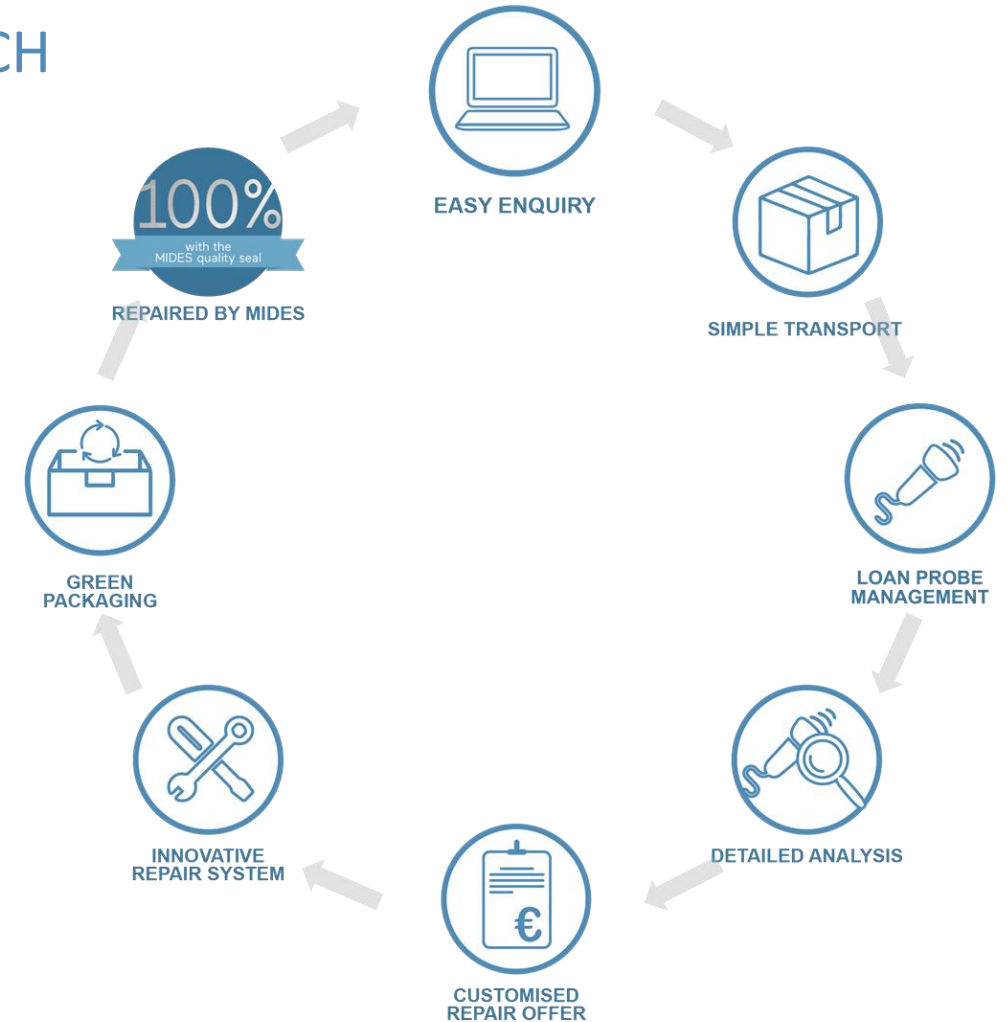 CH
EASY ENQUIRY
SIMPLE TRANSPORT
LOAN PROBE
MANAGEMENT
DETAILED ANALYSIS
€
CUSTOMISED
REPAIR OFFER
INNOVATIVE
REPAIR SYSTEM
GREEN
PACKAGING
100%
with the
MIDES quality seal
REPAIRED BY MIDES